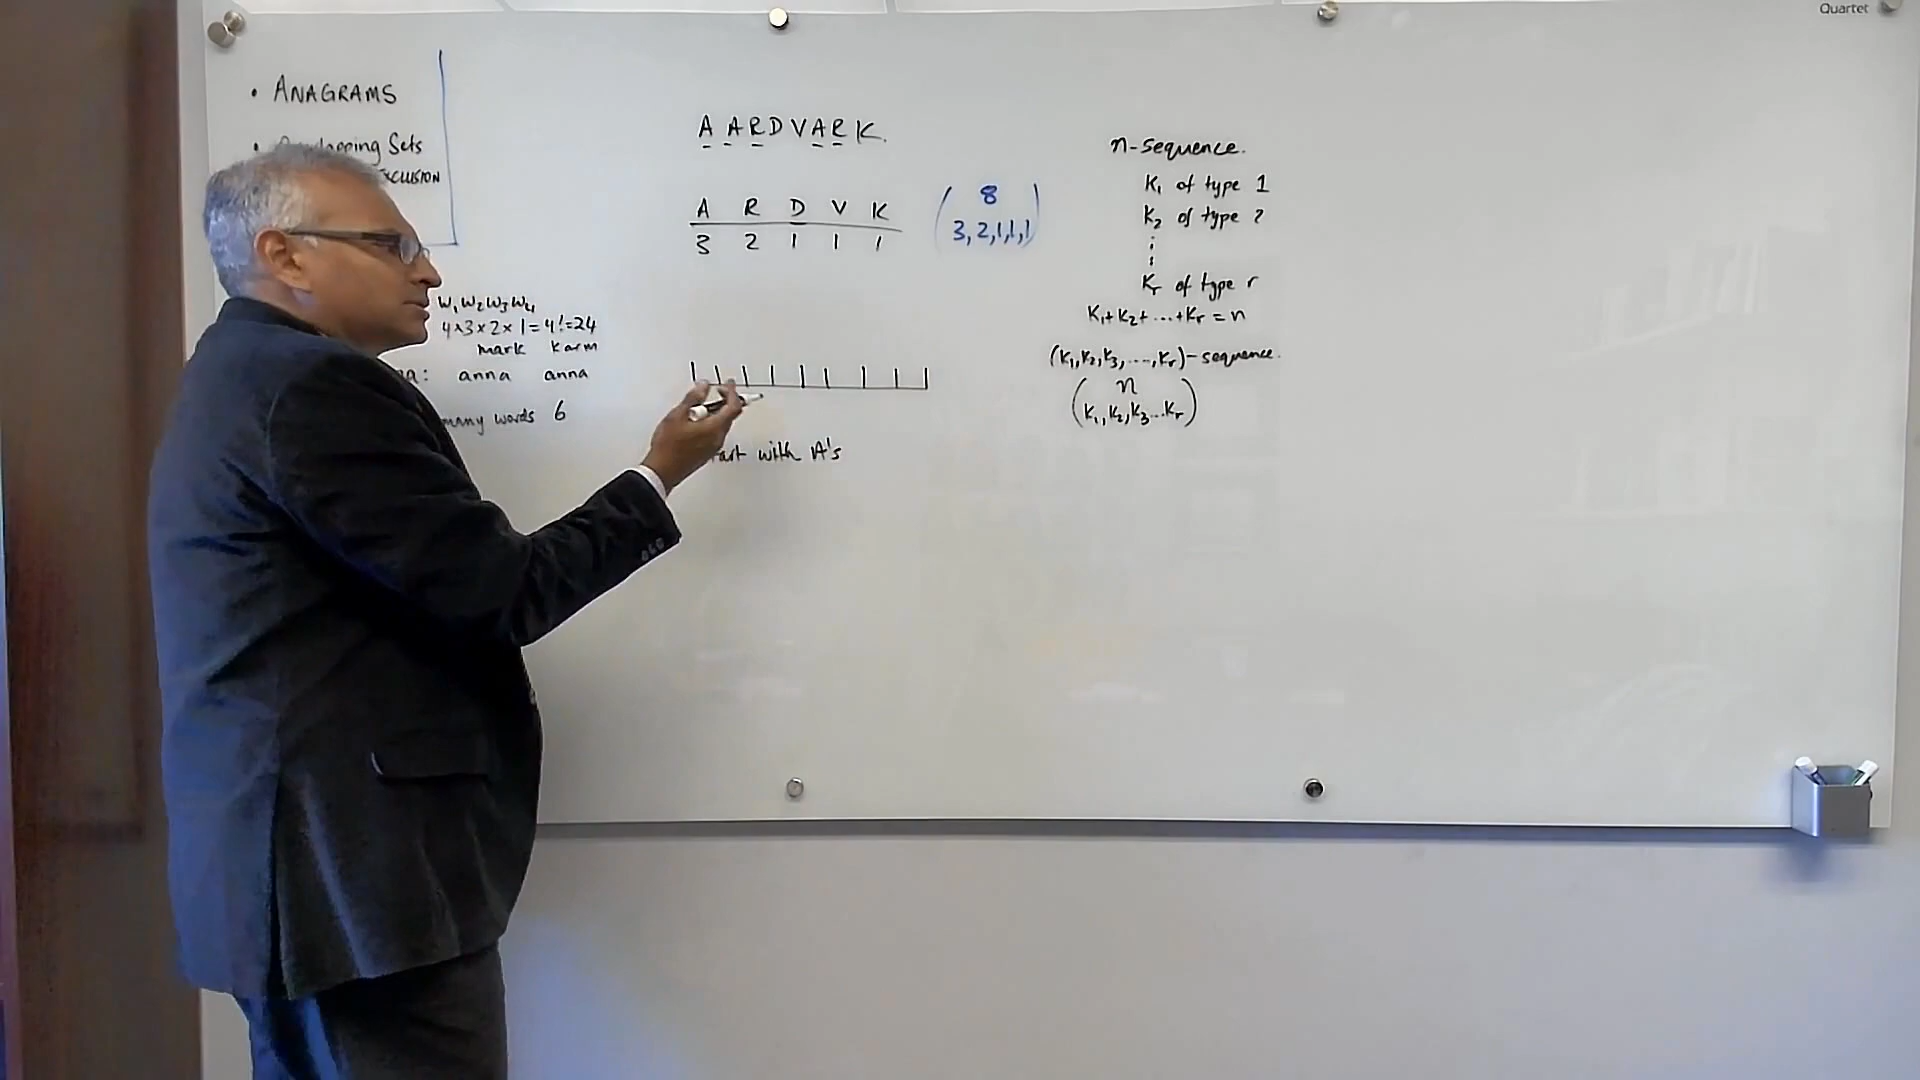 Quartet
• ANAGRAMS
• Sets
W₁W₂W₃W₄
4×3×2×1=4!=24
mark karm
anna anna
many words 6
AARDVARK.
A R D V K
3 2 1 1 1
( 8
3, 2, 1, 1, 1 )
with A's
n-sequence.
K₁ of type 1
K₂ of type 2
⋮
Kᵣ of type r
K₁+K₂+...+Kᵣ=n
(K₁,K₂,K₃,...,Kᵣ)-sequence.
( n
K₁,K₂,K₃...Kᵣ )